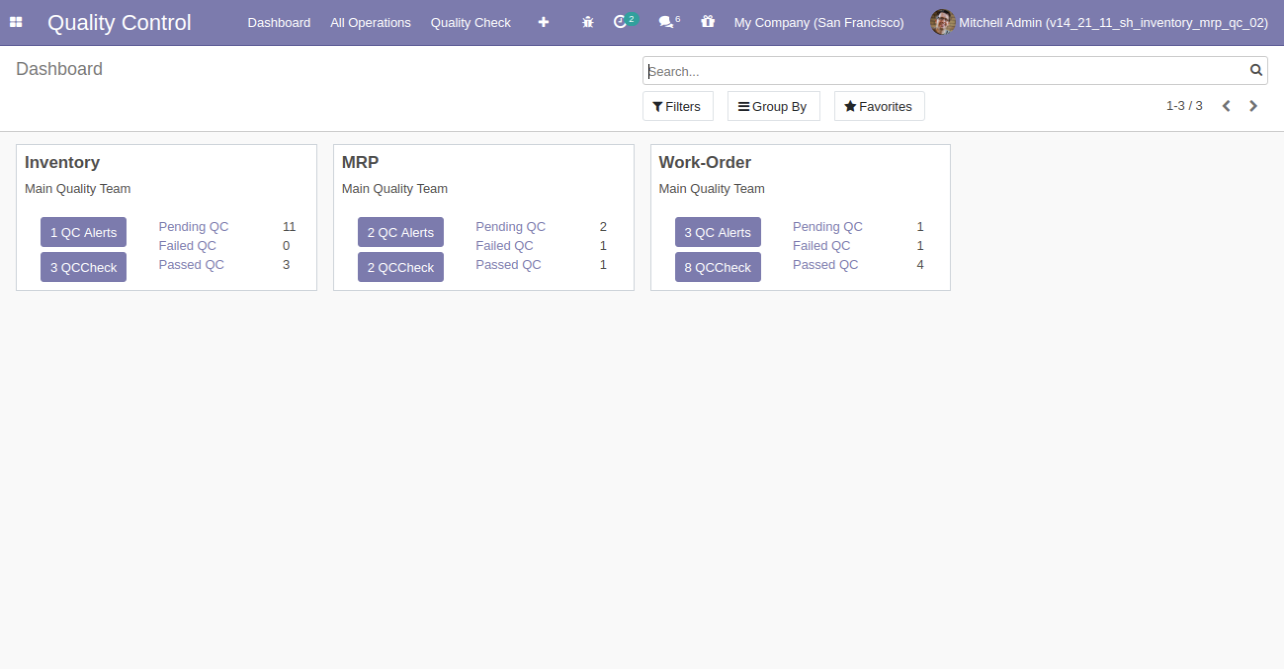 Quality Control Dashboard All Operations Quality Check 2 6 My Company (San Francisco) Mitchell Admin (v14_21_11_sh_inventory_mrp_qc_02)
Dashboard
Search...
Filters Group By Favorites 1-3 / 3
Inventory
Main Quality Team
1 QC Alerts
3 QCCheck
Pending QC 11
Failed QC 0
Passed QC 3
MRP
Main Quality Team
2 QC Alerts
2 QCCheck
Pending QC 2
Failed QC 1
Passed QC 1
Work-Order
Main Quality Team
3 QC Alerts
8 QCCheck
Pending QC 1
Failed QC 1
Passed QC 4